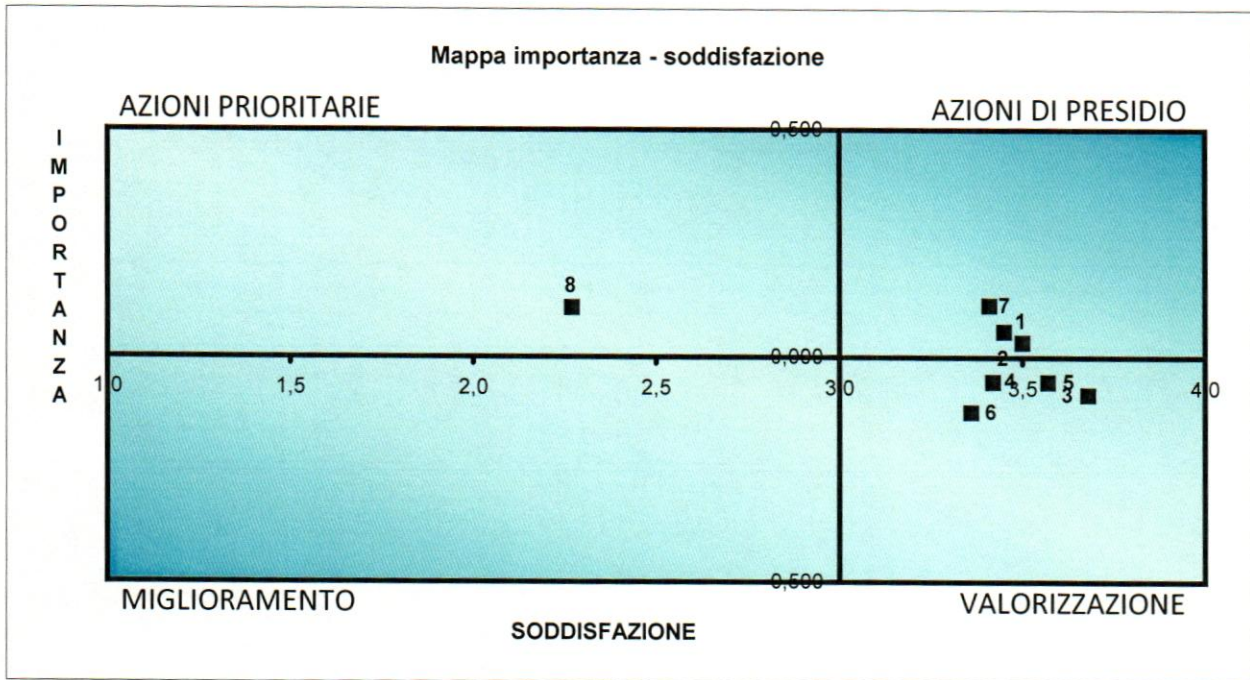 Mappa importanza - soddisfazione
AZIONI PRIORITARIE
AZIONI DI PRESIDIO
IMPORTANZA
0,500
8
7
1
0,000
2
1,0
1,5
2,0
2,5
3,0
4
3,5
5
3
4,0
6
0,500
MIGLIORAMENTO
VALORIZZAZIONE
SODDISFAZIONE